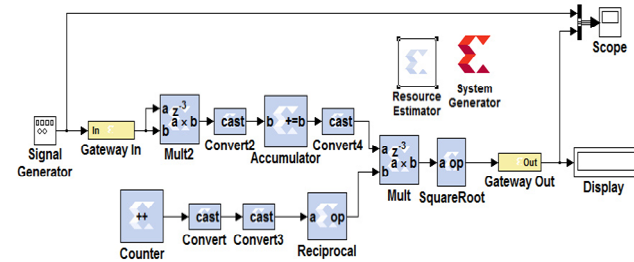 Scope
Resource
Estimator
System
Generator
Signal
Generator
In
Gateway In
a
b
z-3
a x b
Mult2
cast
Convert2
b
+=b
Accumulator
cast
Convert4
a
b
z-3
a x b
Mult
a op
SquareRoot
Out
Gateway Out
Display
++
Counter
cast
Convert
cast
Convert3
a op
Reciprocal